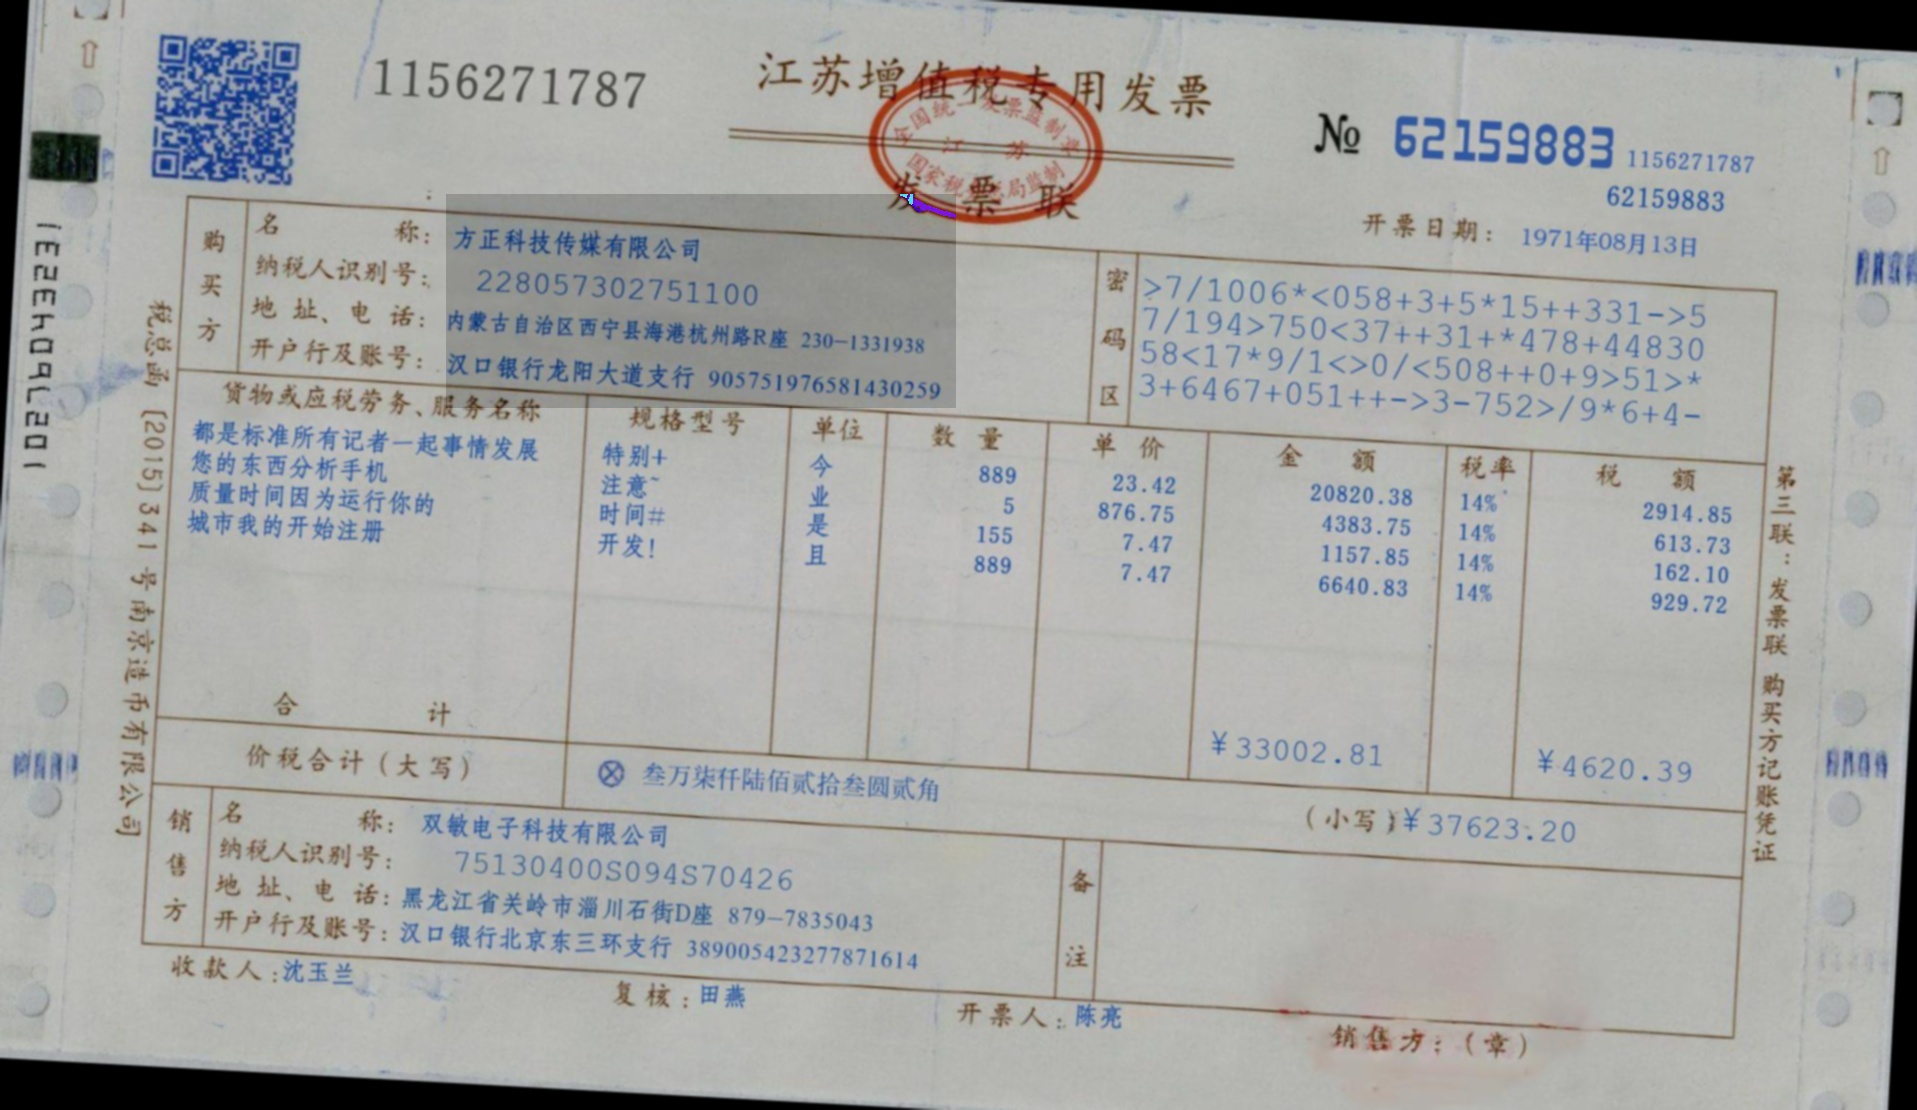 1156271787
江苏增值税专用发票
全国统一发票监制章
江 苏
国家税务总局监制
发票联
№ 62159883 1156271787
62159883
开票日期: 1971年08月13日
税总函〔2015〕341号南京造币有限公司
购买方
名 称: 方正科技传媒有限公司
纳税人识别号: 228057302751100
地 址、电 话: 内蒙古自治区西宁县海港杭州路R座 230-1331938
开户行及账号: 汉口银行龙阳大道支行 905751976581430259
密码区
>7/1006*<058+3+5*15++331->5
7/194>750<37++31+*478+44830
58<17*9/1<>0/<508++0+9>51>*
3+6467+051++->3-752>/9*6+4-
货物或应税劳务、服务名称 规格型号 单位 数 量 单 价 金 额 税率 税 额
都是标准所有记者一起事情发展 特别+ 今 889 23.42 20820.38 14% 2914.85
您的东西分析手机 注意~ 业 5 876.75 4383.75 14% 613.73
质量时间因为运行你的 时间# 是 155 7.47 1157.85 14% 162.10
城市我的开始注册 开发! 且 889 7.47 6640.83 14% 929.72
合 计 ¥33002.81 ¥4620.39
价税合计(大写) ⊗ 叁万柒仟陆佰贰拾叁圆贰角 (小写)¥37623.20
销售方
名 称: 双敏电子科技有限公司
纳税人识别号: 75130400S094S70426
地 址、电 话: 黑龙江省关岭市淄川石街D座 879-7835043
开户行及账号: 汉口银行北京东三环支行 389005423277871614
备注
收款人: 沈玉兰 复核: 田燕 开票人: 陈亮 销售方: (章)
第三联:发票联 购买方记账凭证